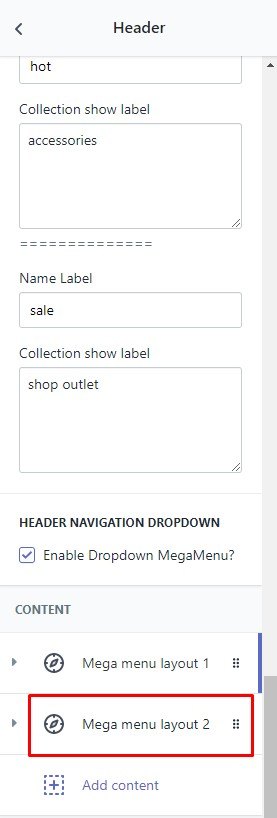 Header
hot
Collection show label
accessories
==============
Name Label
sale
Collection show label
shop outlet
HEADER NAVIGATION DROPDOWN
Enable Dropdown MegaMenu?
CONTENT
Mega menu layout 1
Mega menu layout 2
Add content